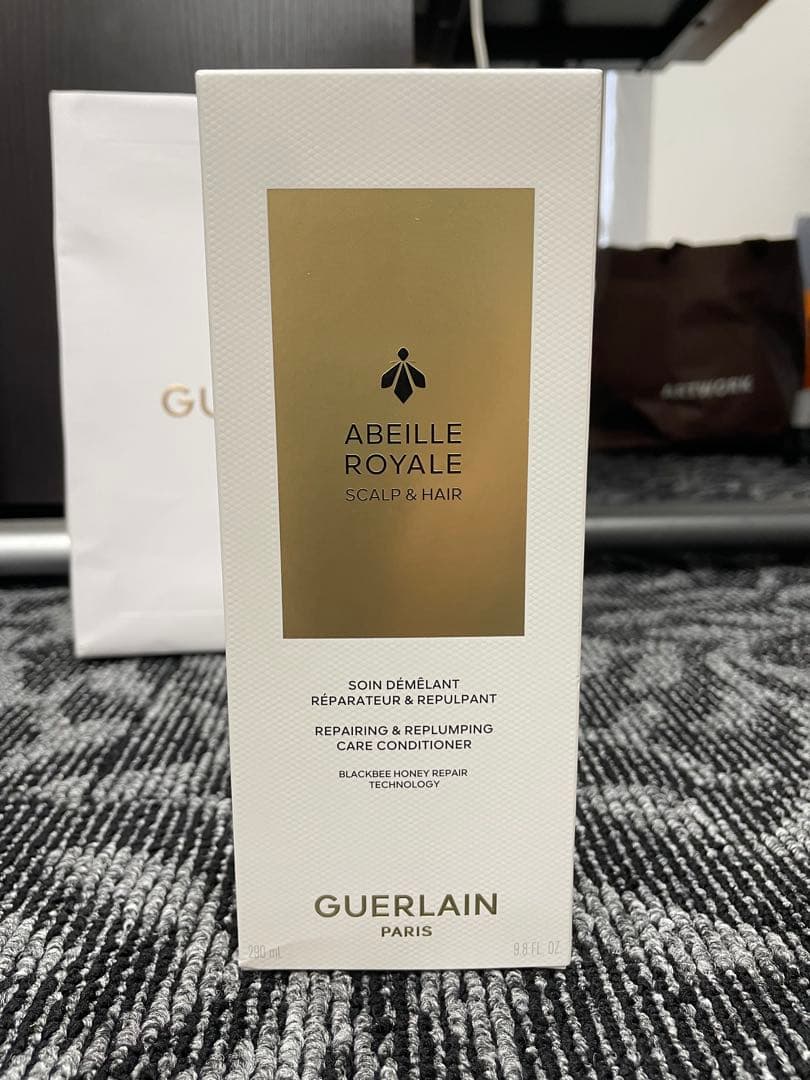 ABEILLE
ROYALE
SCALP & HAIR
SOIN DÉMÊLANT
RÉPARATEUR & REPULPANT
REPAIRING & REPLUMPING
CARE CONDITIONER
BLACKBEE HONEY REPAIR
TECHNOLOGY
GUERLAIN
PARIS
290 mL
9.8 FL. OZ.
GU
ARTWORK